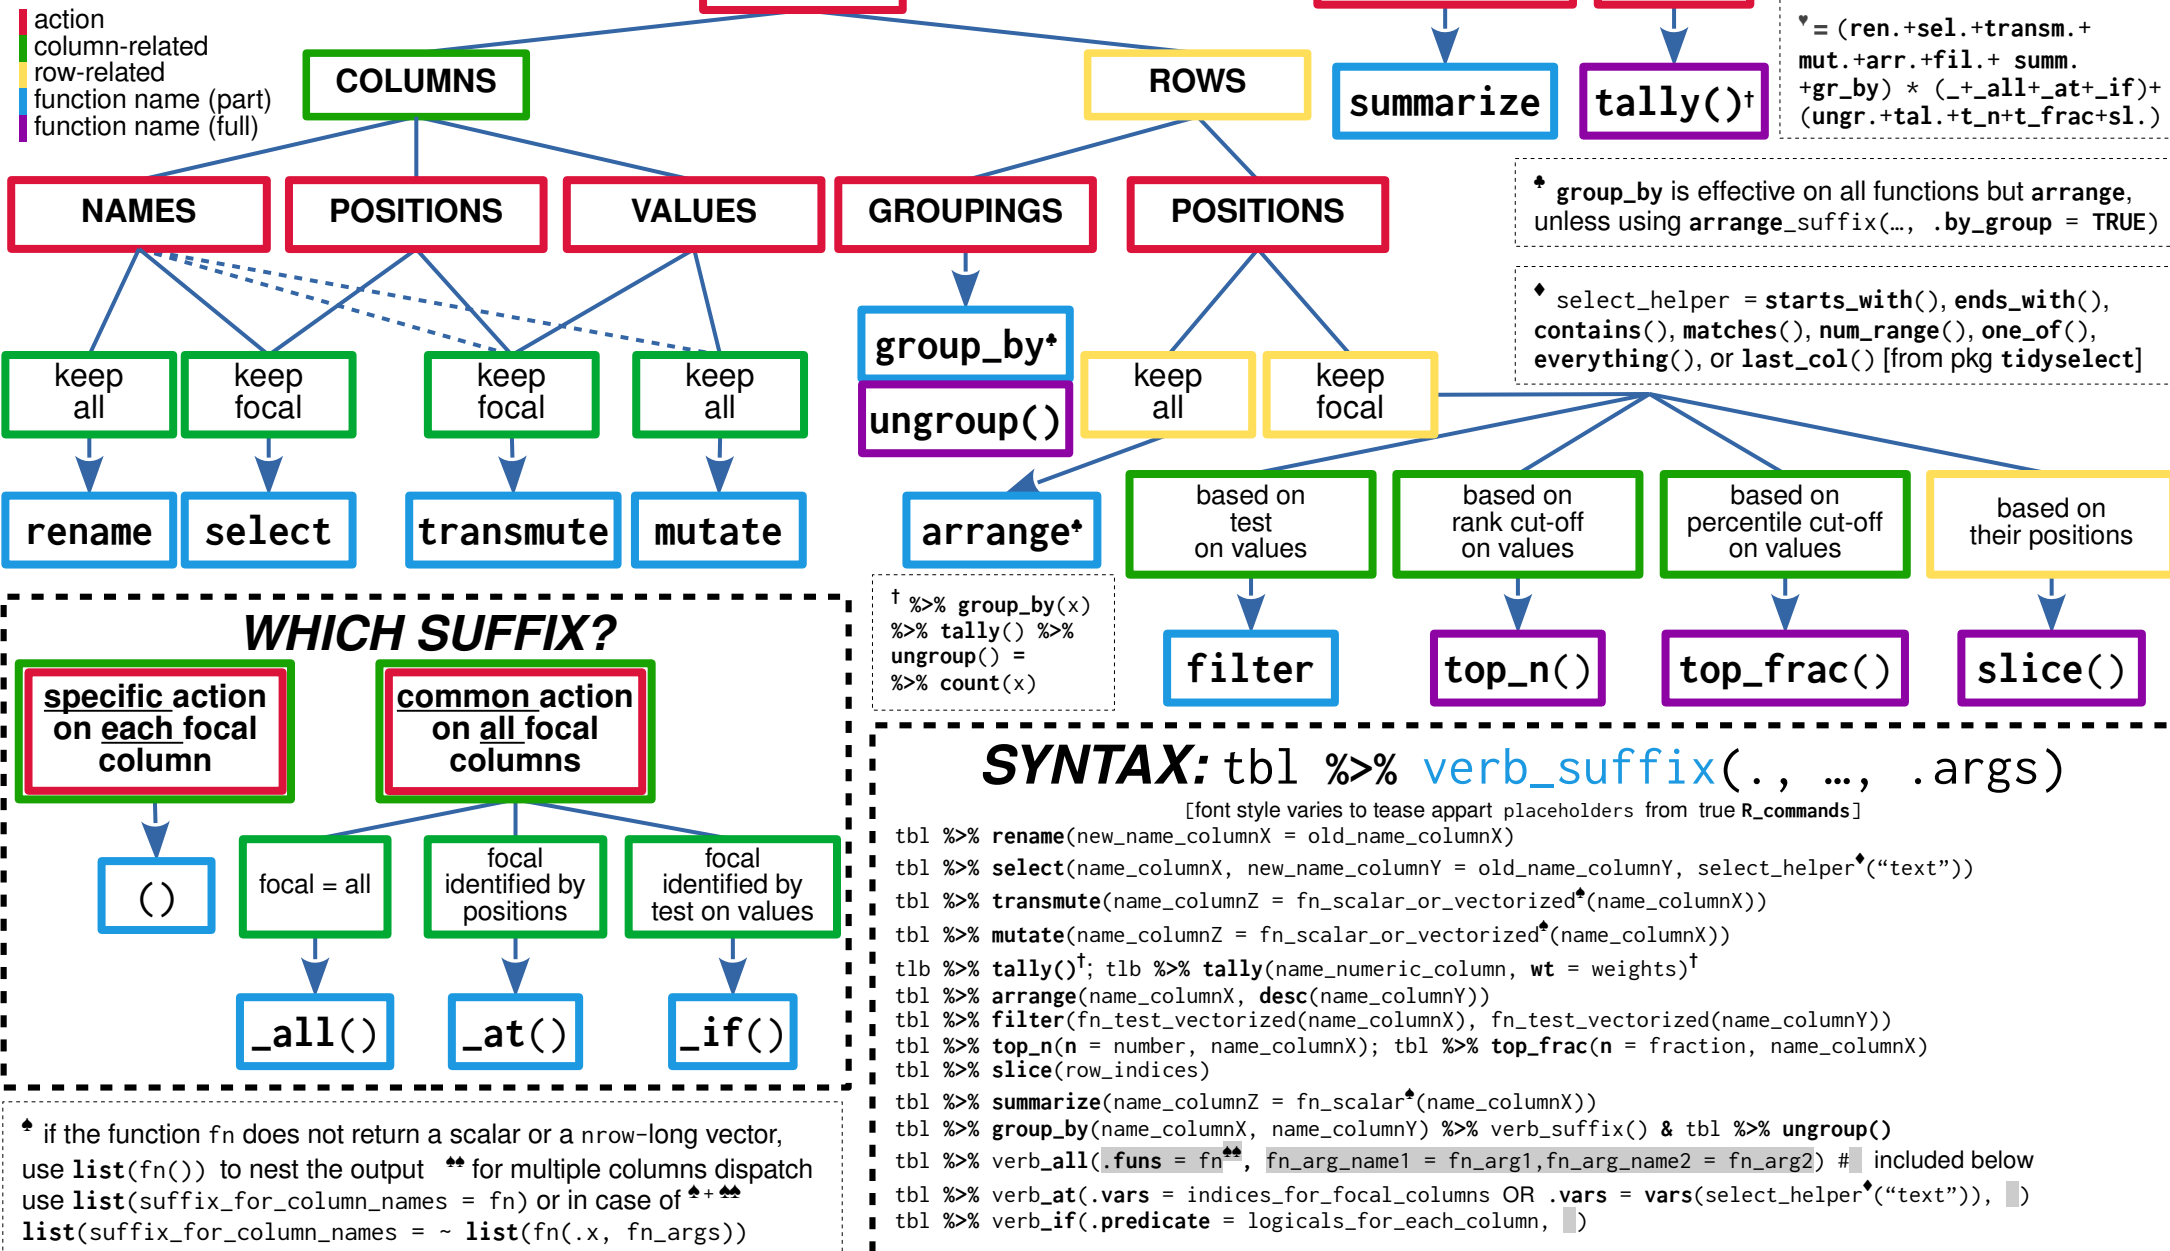 action
column-related
row-related
function name (part)
function name (full)
COLUMNS
ROWS
summarize
tally()†
♥= (ren.+sel.+transm.+
mut.+arr.+fil.+ summ.
+gr_by) * (_+_all+_at+_if)+
(ungr.+tal.+t_n+t_frac+sl.)
NAMES
POSITIONS
VALUES
GROUPINGS
POSITIONS
♣ group_by is effective on all functions but arrange,
unless using arrange_suffix(…, .by_group = TRUE)
♦ select_helper = starts_with(), ends_with(),
contains(), matches(), num_range(), one_of(),
everything(), or last_col() [from pkg tidyselect]
group_by♣
ungroup()
keep
all
keep
focal
keep
focal
keep
all
keep
all
keep
focal
rename
select
transmute
mutate
arrange♣
based on
test
on values
based on
rank cut-off
on values
based on
percentile cut-off
on values
based on
their positions
filter
top_n()
top_frac()
slice()
† %>% group_by(x)
%>% tally() %>%
ungroup() =
%>% count(x)
WHICH SUFFIX?
specific action
on each focal
column
common action
on all focal
columns
()
focal = all
focal
identified by
positions
focal
identified by
test on values
_all()
_at()
_if()
♠ if the function fn does not return a scalar or a nrow-long vector,
use list(fn()) to nest the output ♠♠ for multiple columns dispatch
use list(suffix_for_column_names = fn) or in case of ♠+♠♠
list(suffix_for_column_names = ~ list(fn(.x, fn_args))
SYNTAX: tbl %>% verb_suffix(., …, .args)
[font style varies to tease appart placeholders from true R_commands]
tbl %>% rename(new_name_columnX = old_name_columnX)
tbl %>% select(name_columnX, new_name_columnY = old_name_columnY, select_helper♦(“text”))
tbl %>% transmute(name_columnZ = fn_scalar_or_vectorized♠(name_columnX))
tbl %>% mutate(name_columnZ = fn_scalar_or_vectorized♠(name_columnX))
tlb %>% tally()†; tlb %>% tally(name_numeric_column, wt = weights)†
tbl %>% arrange(name_columnX, desc(name_columnY))
tbl %>% filter(fn_test_vectorized(name_columnX), fn_test_vectorized(name_columnY))
tbl %>% top_n(n = number, name_columnX); tbl %>% top_frac(n = fraction, name_columnX)
tbl %>% slice(row_indices)
tbl %>% summarize(name_columnZ = fn_scalar♠(name_columnX))
tbl %>% group_by(name_columnX, name_columnY) %>% verb_suffix() & tbl %>% ungroup()
tbl %>% verb_all(.funs = fn♠♠, fn_arg_name1 = fn_arg1,fn_arg_name2 = fn_arg2) # included below
tbl %>% verb_at(.vars = indices_for_focal_columns OR .vars = vars(select_helper♦(“text”)), )
tbl %>% verb_if(.predicate = logicals_for_each_column, )